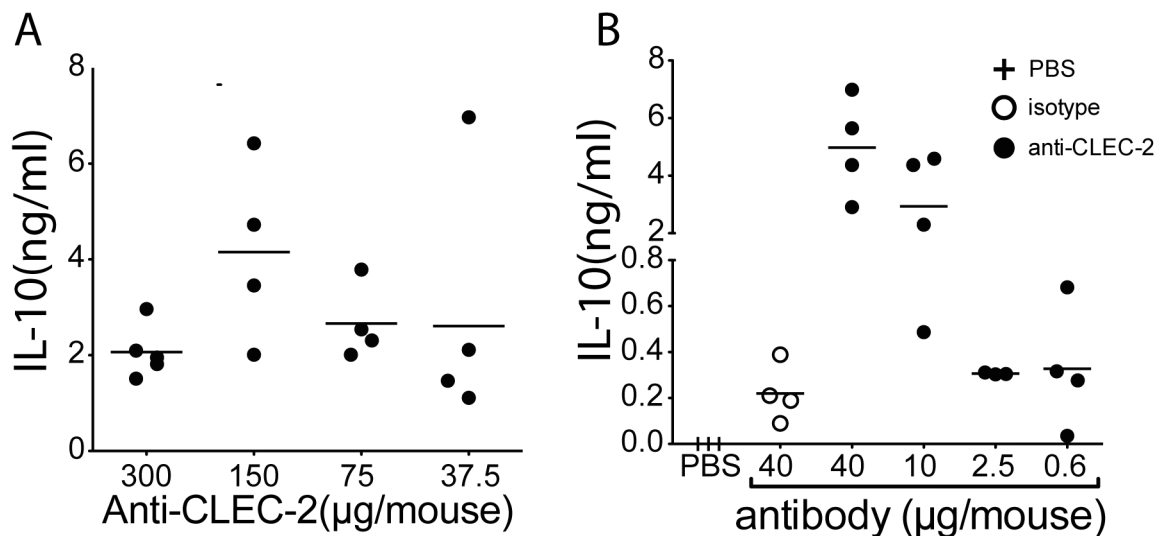 A
IL-10(ng/ml)
8
6
4
2
0
300 150 75 37.5
Anti-CLEC-2(µg/mouse)
B
IL-10(ng/ml)
8
6
4
2
0.8
0.6
0.4
0.2
0.0
PBS
isotype
anti-CLEC-2
PBS 40 40 10 2.5 0.6
antibody (µg/mouse)